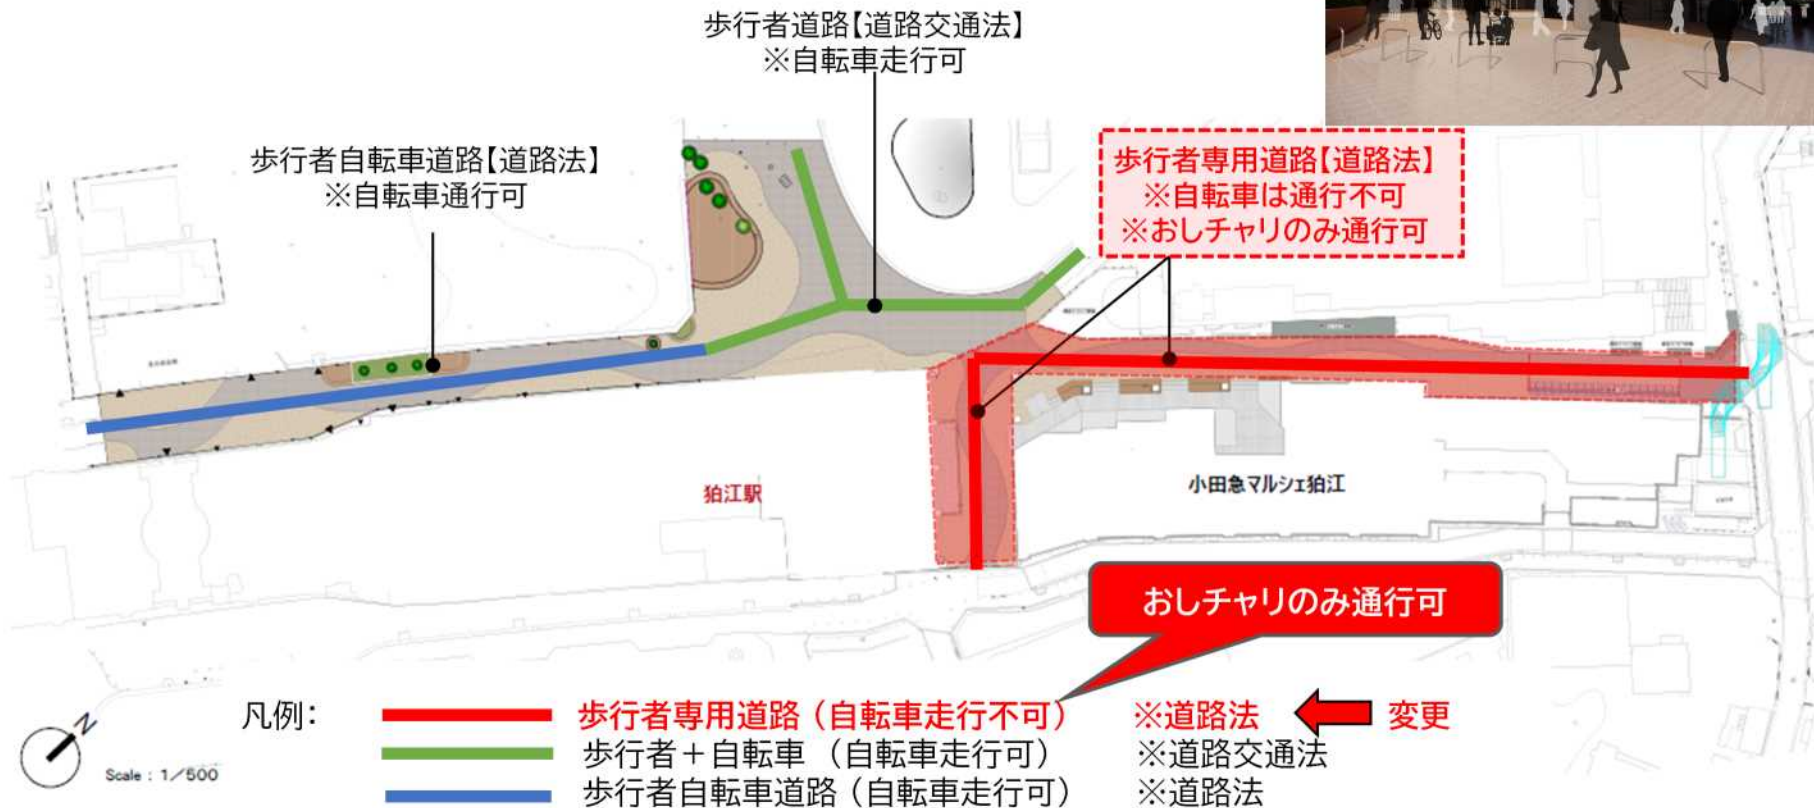 歩行者道路【道路交通法】
※自転車走行可
歩行者自転車道路【道路法】
※自転車通行可
歩行者専用道路【道路法】
※自転車は通行不可
※おしチャリのみ通行可
狛江駅
小田急マルシェ狛江
おしチャリのみ通行可
凡例：
歩行者専用道路（自転車走行不可） ※道路法 変更
歩行者＋自転車 （自転車走行可） ※道路交通法
歩行者自転車道路（自転車走行可） ※道路法
N
Scale : 1／500